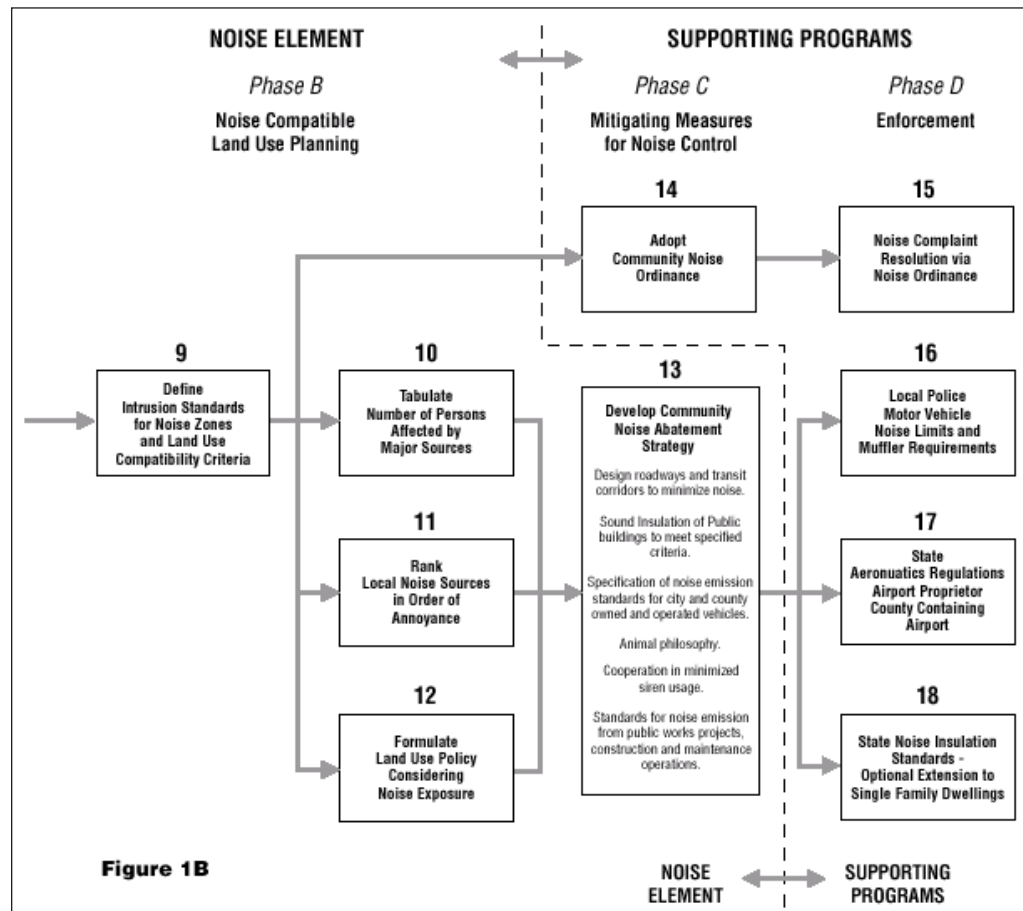 NOISE ELEMENT
SUPPORTING PROGRAMS
Phase B
Noise Compatible
Land Use Planning
Phase C
Mitigating Measures
for Noise Control
Phase D
Enforcement
14
Adopt
Community Noise
Ordinance
15
Noise Complaint
Resolution via
Noise Ordinance
9
Define
Intrusion Standards
for Noise Zones
and Land Use
Compatibility Criteria
10
Tabulate
Number of Persons
Affected by
Major Sources
11
Rank
Local Noise Sources
in Order of
Annoyance
12
Formulate
Land Use Policy
Considering
Noise Exposure
13
Develop Community
Noise Abatement
Strategy
Design roadways and transit
corridors to minimize noise.
Sound Insulation of Public
buildings to meet specified
criteria.
Specification of noise emission
standards for city and county
owned and operated vehicles.
Animal philosophy.
Cooperation in minimized
siren usage.
Standards for noise emission
from public works projects,
construction and maintenance
operations.
16
Local Police
Motor Vehicle
Noise Limits and
Muffler Requirements
17
State
Aeronuatics Regulations
Airport Proprietor
County Containing
Airport
18
State Noise Insulation
Standards -
Optional Extension to
Single Family Dwellings
Figure 1B
NOISE
ELEMENT
SUPPORTING
PROGRAMS